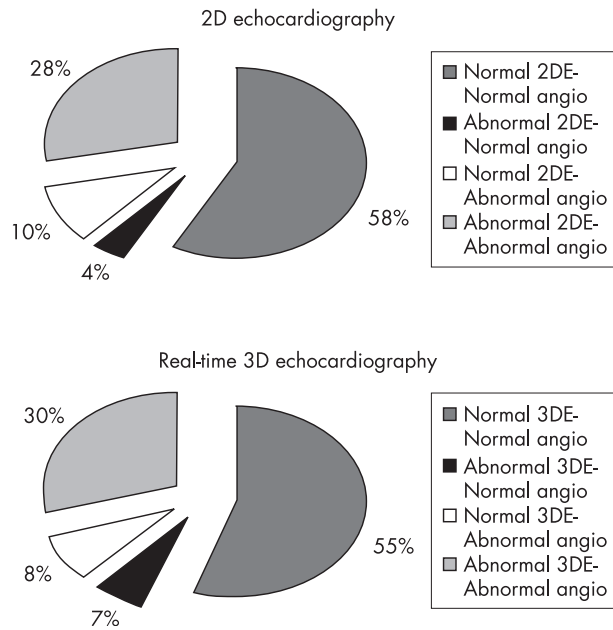 2D echocardiography
28%
10%
4%
58%
Normal 2DE-
Normal angio
Abnormal 2DE-
Normal angio
Normal 2DE-
Abnormal angio
Abnormal 2DE-
Abnormal angio
Real-time 3D echocardiography
30%
8%
7%
55%
Normal 3DE-
Normal angio
Abnormal 3DE-
Normal angio
Normal 3DE-
Abnormal angio
Abnormal 3DE-
Abnormal angio